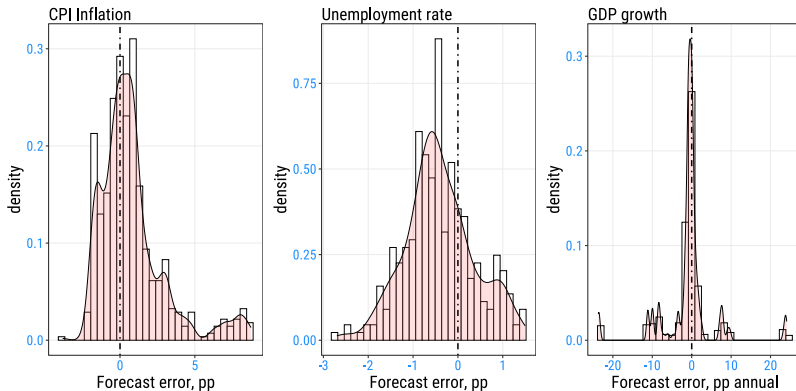 CPI Inflation
density
0.3
0.2
0.1
0.0
0
5
Forecast error, pp
Unemployment rate
density
0.75
0.50
0.25
0.00
-3
-2
-1
0
1
Forecast error, pp
GDP growth
density
0.3
0.2
0.1
0.0
-20
-10
0
10
20
Forecast error, pp annual